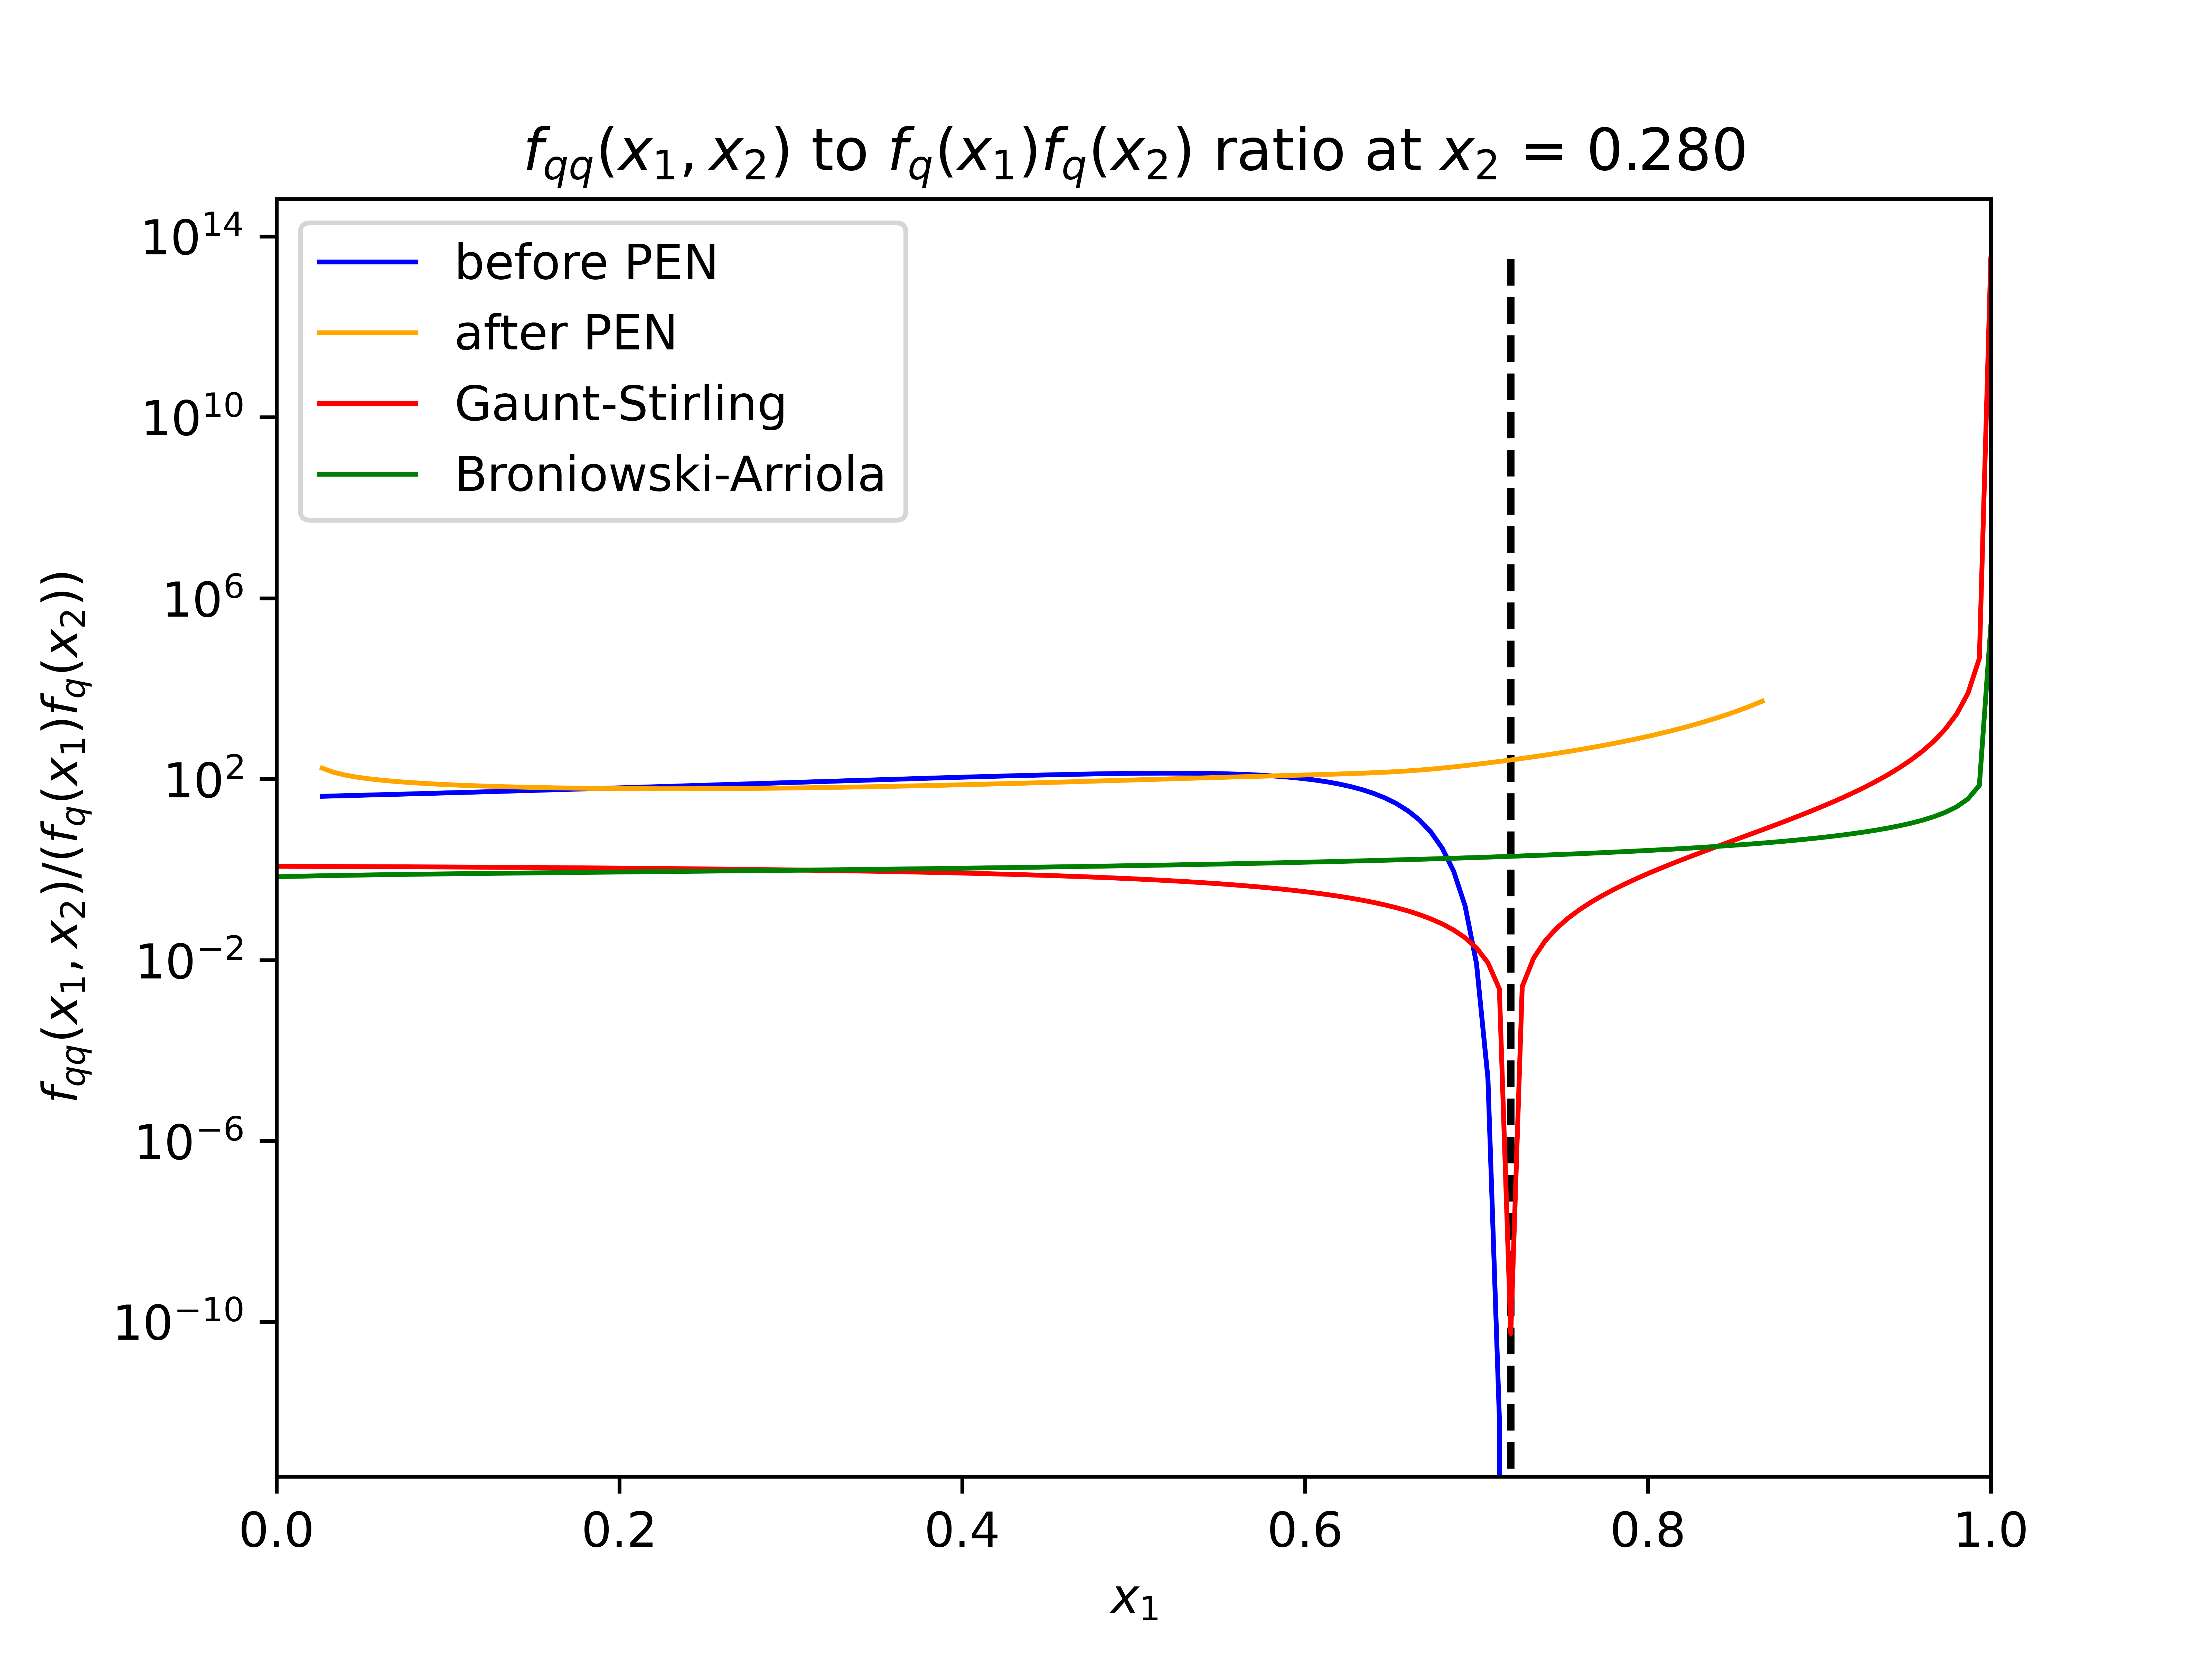 f_{qq}(x_1, x_2) to f_q(x_1)f_q(x_2) ratio at x_2 = 0.280
before PEN
after PEN
Gaunt-Stirling
Broniowski-Arriola
10^{14}
10^{10}
10^6
10^2
10^{−2}
10^{−6}
10^{−10}
f_{qq}(x_1, x_2)/(f_q(x_1)f_q(x_2))
0.0 0.2 0.4 0.6 0.8 1.0
x_1